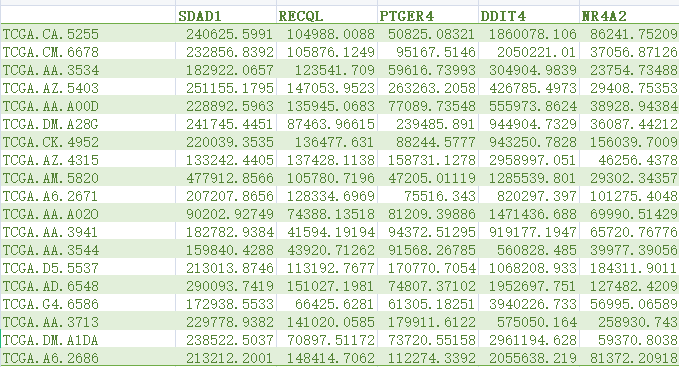 SDAD1 RECQL PTGER4 DDIT4 NR4A2
TCGA.CA.5255 240625.5991 104988.0088 50825.08321 1860078.106 86241.75209
TCGA.CM.6678 232856.8392 105876.1249 95167.5146 2050221.01 37056.87126
TCGA.AA.3534 182922.0657 123541.709 59616.73993 304904.9839 23754.73488
TCGA.AZ.5403 251155.1795 147053.9523 263263.2058 426785.4973 29408.75353
TCGA.AA.A00D 228892.5963 135945.0683 77089.73548 555973.8624 38928.94384
TCGA.DM.A28G 241745.4451 87463.96615 239485.891 944904.7329 36087.44212
TCGA.CK.4952 220039.3535 136477.631 88244.5777 943250.7828 156039.7009
TCGA.AZ.4315 133242.4405 137428.1138 158731.1278 2958997.051 46256.4378
TCGA.AM.5820 477912.8566 105780.7196 47205.01119 1285539.801 29302.34357
TCGA.A6.2671 207207.8656 128334.6969 75516.343 820297.397 101275.4048
TCGA.AA.A02O 90202.92749 74388.13518 81209.39886 1471436.688 69990.51429
TCGA.AA.3941 182782.9384 41594.19194 94372.51295 919177.1947 65720.76776
TCGA.AA.3544 159840.4288 43920.71262 91568.26785 560828.485 39977.39056
TCGA.D5.5537 213013.8746 113192.7677 170770.7054 1068208.933 184311.9011
TCGA.AD.6548 290093.7419 151027.1981 74807.37102 1952697.751 127482.4209
TCGA.G4.6586 172938.5533 66425.6281 61305.18251 3940226.733 56995.06589
TCGA.AA.3713 229778.9382 141020.0585 179911.6122 575050.164 258930.743
TCGA.DM.A1DA 238522.5037 70897.51172 73720.55158 2961194.628 59370.8038
TCGA.A6.2686 213212.2001 148414.7062 112274.3392 2055638.219 81372.20918